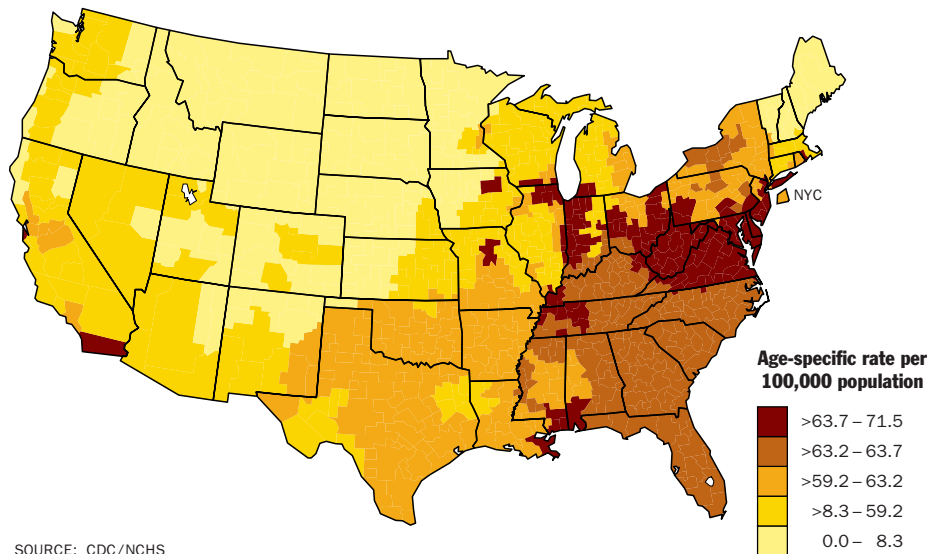 NYC
Age-specific rate per
100,000 population
>63.7 – 71.5
>63.2 – 63.7
>59.2 – 63.2
>8.3 – 59.2
0.0 – 8.3
SOURCE: CDC/NCHS